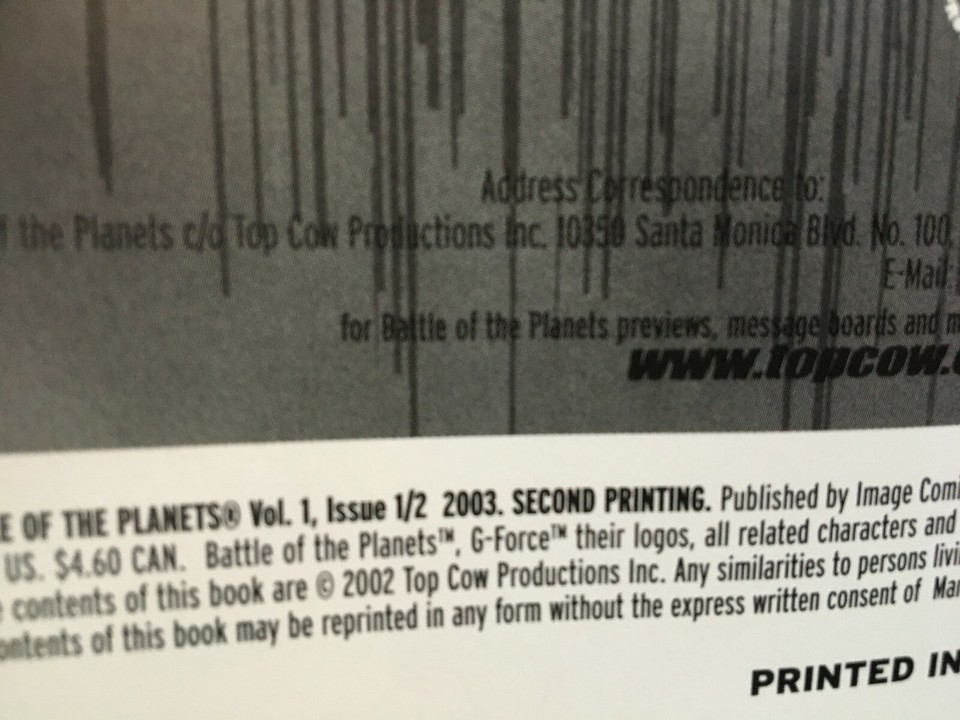 Address Correspondence to:
the Planets c/o Top Cow Productions Inc. 10350 Santa Monica Blvd. No. 100,
E-Mail:
for Battle of the Planets previews, message boards and m
www.topcow.c
E OF THE PLANETS® Vol. 1, Issue 1/2 2003. SECOND PRINTING. Published by Image Comi
US. $4.60 CAN. Battle of the Planets™, G-Force™ their logos, all related characters and
contents of this book are © 2002 Top Cow Productions Inc. Any similarities to persons livi
ontents of this book may be reprinted in any form without the express written consent of Mar
PRINTED IN